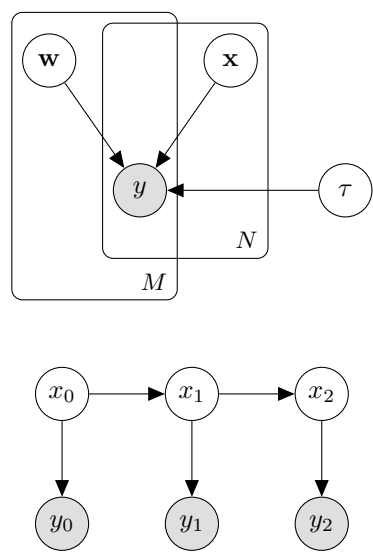 w x
y τ
N
M
x₀ x₁ x₂
y₀ y₁ y₂